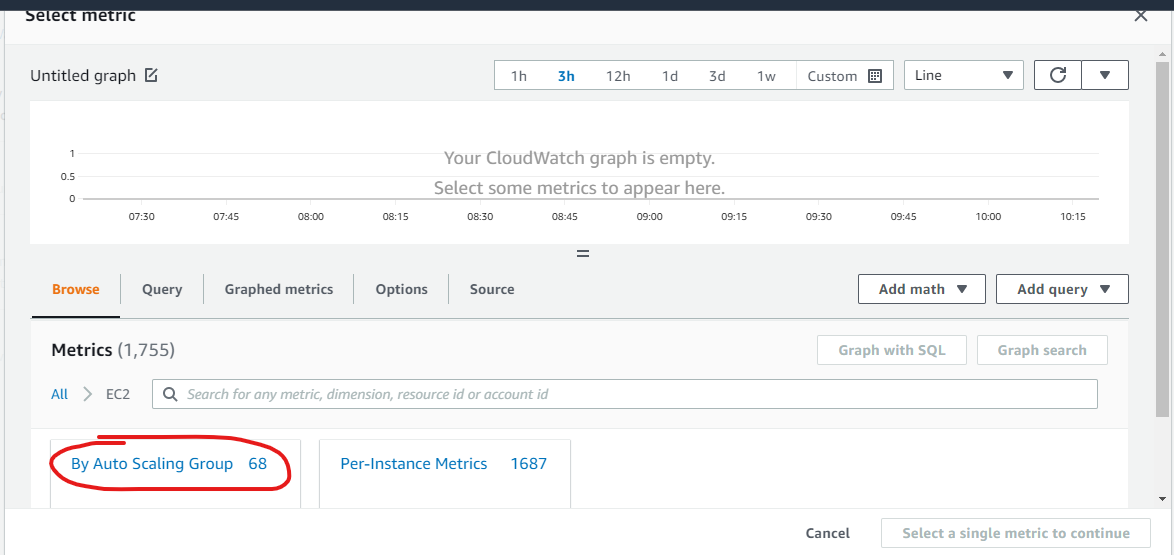 Select metric
Untitled graph
1h 3h 12h 1d 3d 1w Custom
Line
Your CloudWatch graph is empty.
Select some metrics to appear here.
1
0.5
0
07:30 07:45 08:00 08:15 08:30 08:45 09:00 09:15 09:30 09:45 10:00 10:15
Browse Query Graphed metrics Options Source
Add math Add query
Metrics (1,755)
Graph with SQL Graph search
All EC2 Search for any metric, dimension, resource id or account id
By Auto Scaling Group 68 Per-Instance Metrics 1687
Cancel Select a single metric to continue